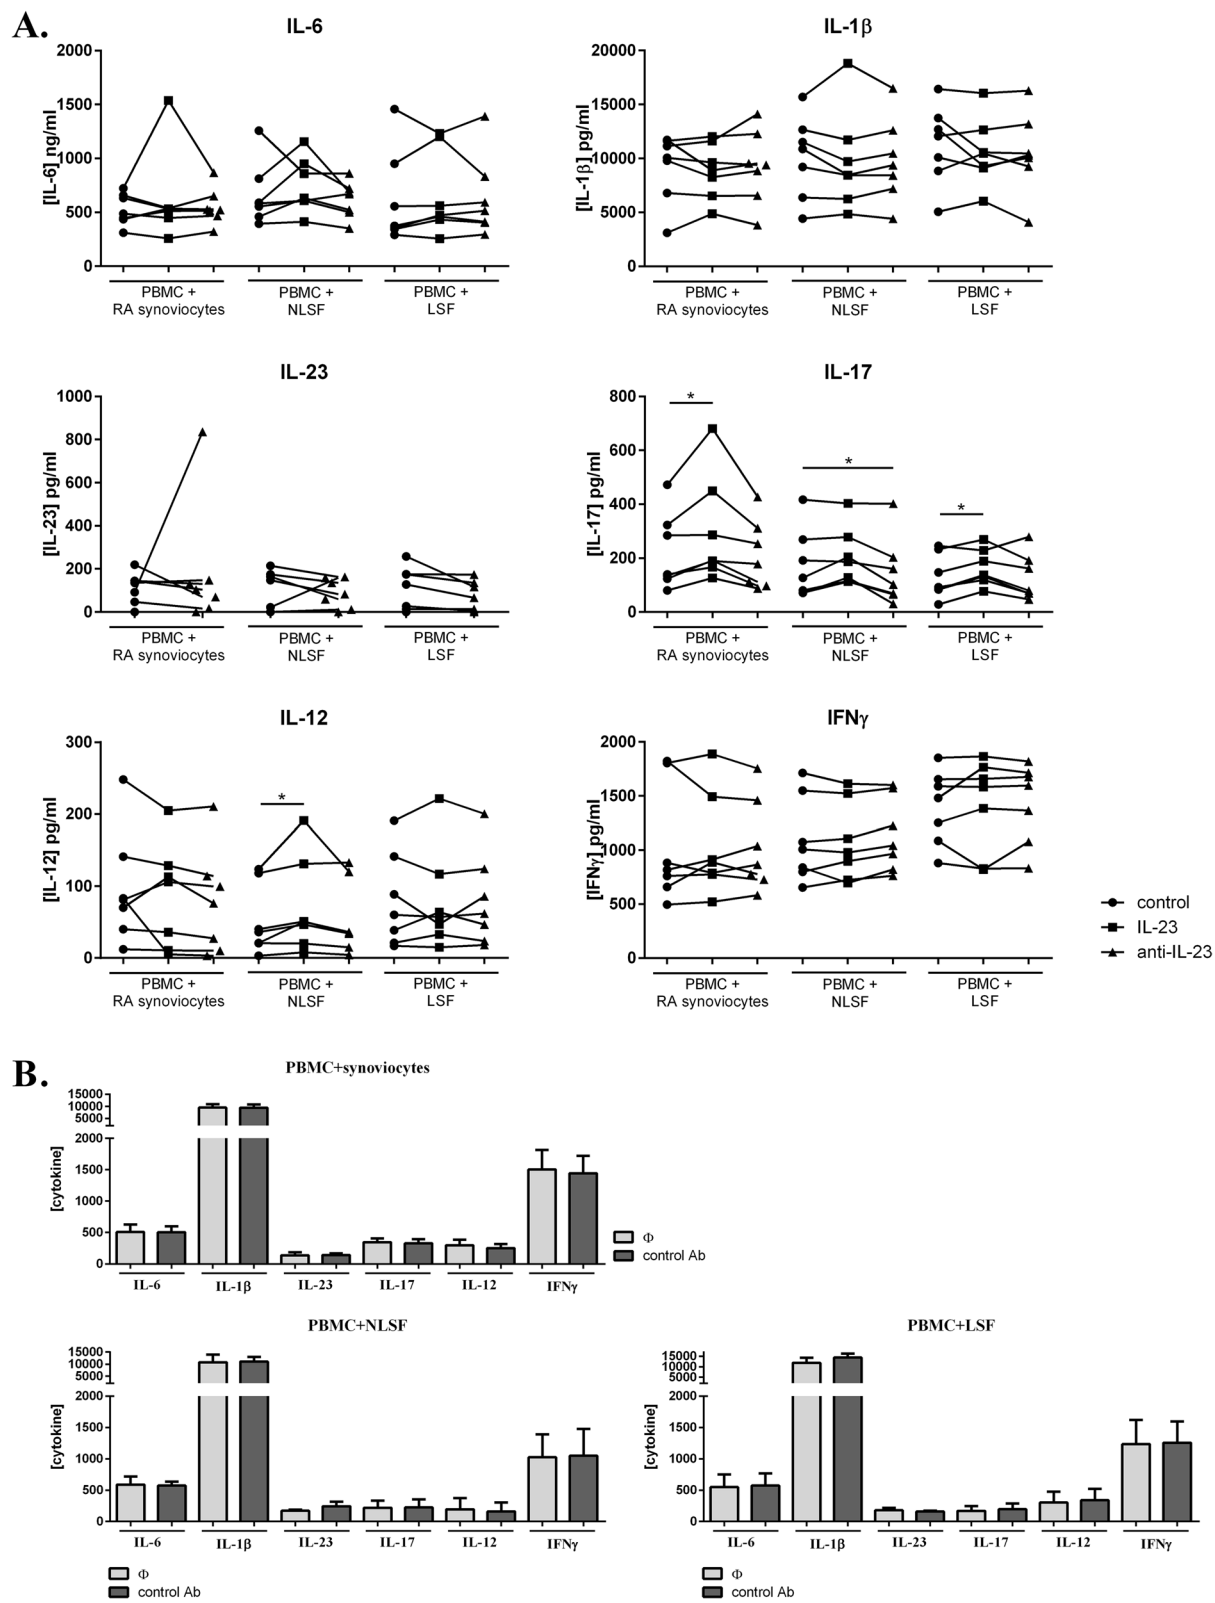 A.
IL-6
[IL-6] ng/ml
2000
1500
1000
500
0
PBMC +
RA synoviocytes
PBMC +
NLSF
PBMC +
LSF
IL-1β
[IL-1β] pg/ml
20000
15000
10000
5000
0
PBMC +
RA synoviocytes
PBMC +
NLSF
PBMC +
LSF
IL-23
[IL-23] pg/ml
1000
800
600
400
200
0
PBMC +
RA synoviocytes
PBMC +
NLSF
PBMC +
LSF
IL-17
[IL-17] pg/ml
800
600
400
200
0
*
*
*
PBMC +
RA synoviocytes
PBMC +
NLSF
PBMC +
LSF
IL-12
[IL-12] pg/ml
300
200
100
0
*
PBMC +
RA synoviocytes
PBMC +
NLSF
PBMC +
LSF
IFNγ
[IFNγ] pg/ml
2000
1500
1000
500
0
PBMC +
RA synoviocytes
PBMC +
NLSF
PBMC +
LSF
control
IL-23
anti-IL-23
B.
PBMC+synoviocytes
[cytokine]
15000
10000
5000
2000
1500
1000
500
0
IL-6 IL-1β IL-23 IL-17 IL-12 IFNγ
Φ
control Ab
PBMC+NLSF
[cytokine]
15000
10000
5000
2000
1500
1000
500
0
IL-6 IL-1β IL-23 IL-17 IL-12 IFNγ
Φ
control Ab
PBMC+LSF
[cytokine]
15000
10000
5000
2000
1500
1000
500
0
IL-6 IL-1β IL-23 IL-17 IL-12 IFNγ
Φ
control Ab